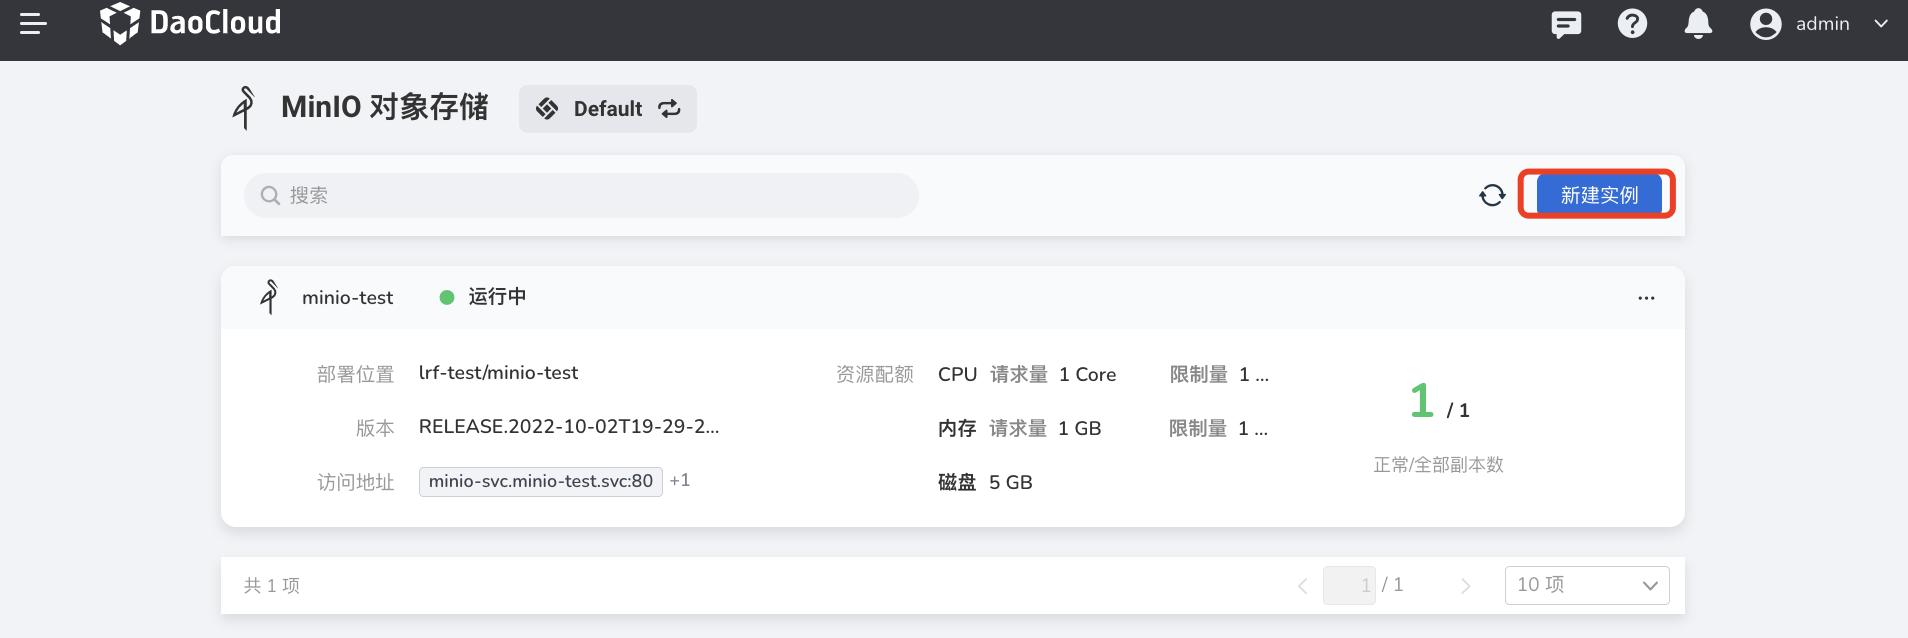 DaoCloud
admin
MinIO 对象存储
Default
搜索
新建实例
minio-test
运行中
...
部署位置 lrf-test/minio-test
资源配额 CPU 请求量 1 Core 限制量 1 ...
1 / 1
版本 RELEASE.2022-10-02T19-29-2...
内存 请求量 1 GB 限制量 1 ...
正常/全部副本数
访问地址 minio-svc.minio-test.svc:80 +1
磁盘 5 GB
共 1 项
1 / 1
10 项